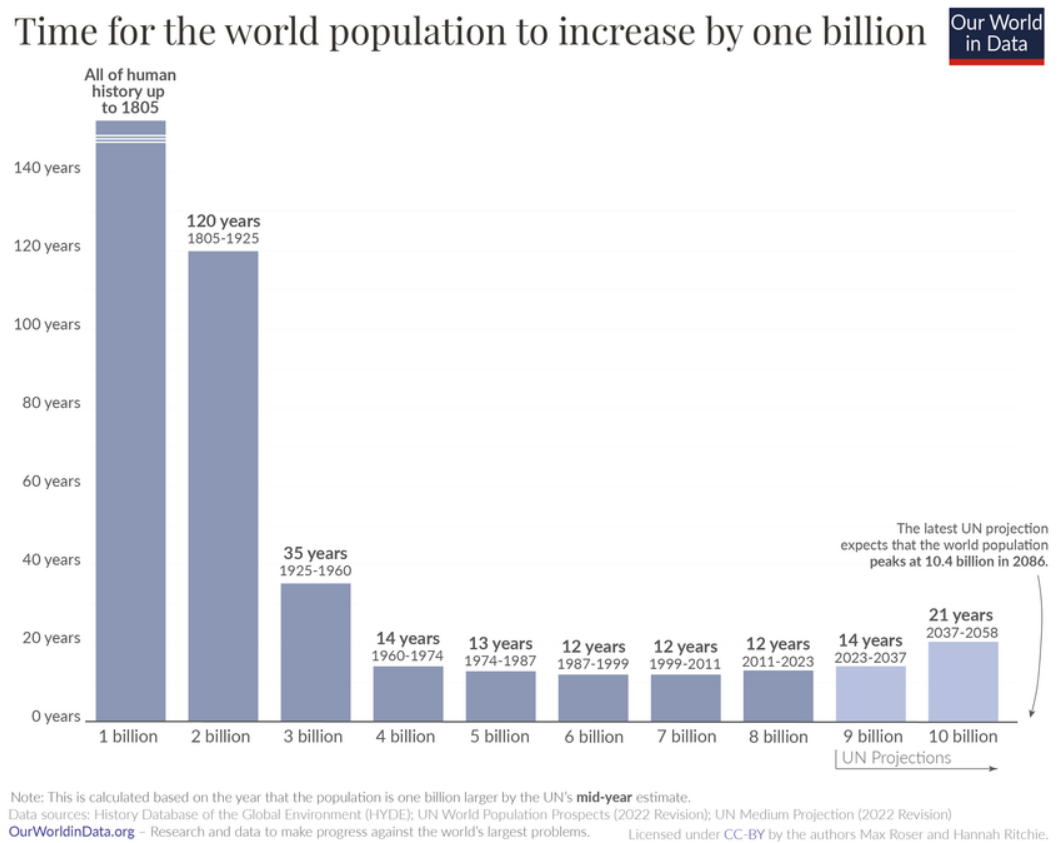 Time for the world population to increase by one billion
Our World
in Data
All of human
history up
to 1805
140 years
120 years
100 years
80 years
60 years
40 years
20 years
0 years
120 years
1805-1925
35 years
1925-1960
14 years
1960-1974
13 years
1974-1987
12 years
1987-1999
12 years
1999-2011
12 years
2011-2023
14 years
2023-2037
21 years
2037-2058
The latest UN projection
expects that the world population
peaks at 10.4 billion in 2086.
1 billion
2 billion
3 billion
4 billion
5 billion
6 billion
7 billion
8 billion
9 billion
10 billion
UN Projections
Note: This is calculated based on the year that the population is one billion larger by the UN's mid-year estimate.
Data sources: History Database of the Global Environment (HYDE); UN World Population Prospects (2022 Revision); UN Medium Projection (2022 Revision)
OurWorldinData.org – Research and data to make progress against the world's largest problems.
Licensed under CC-BY by the authors Max Roser and Hannah Ritchie.